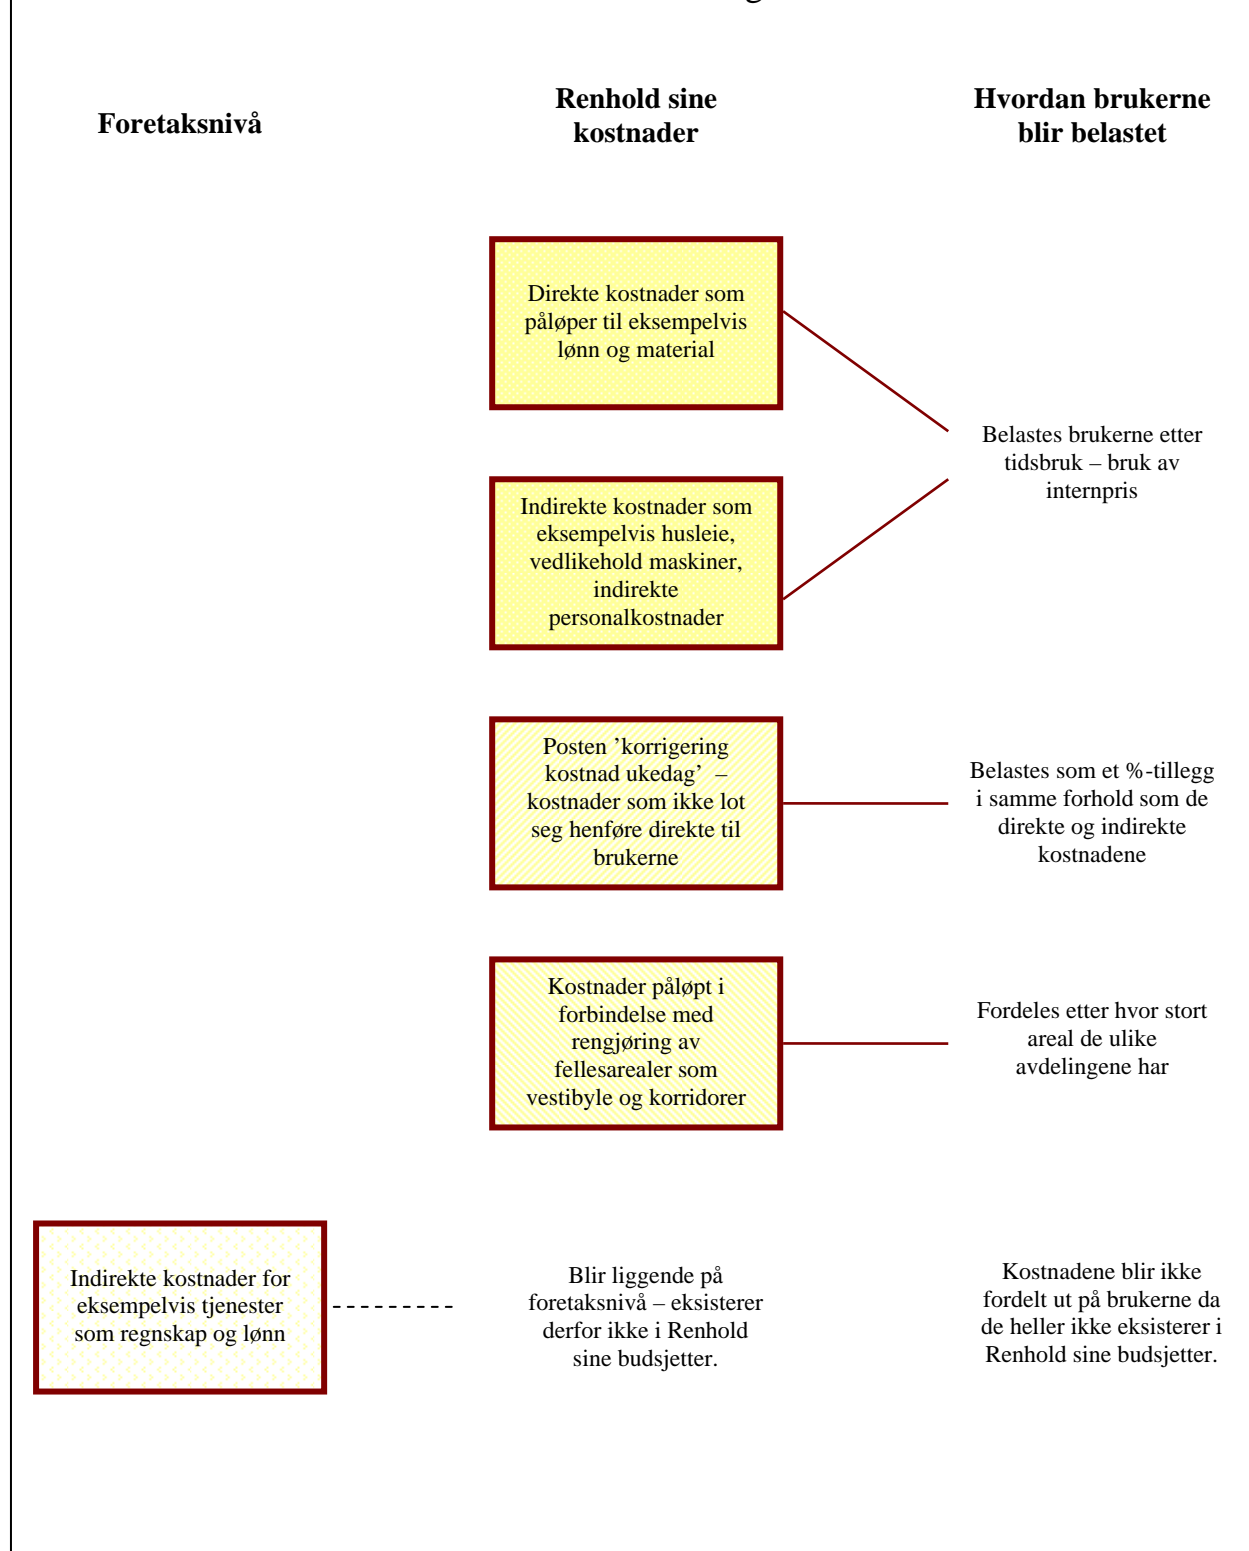 Foretaksnivå
Renhold sine
kostnader
Hvordan brukerne
blir belastet
Direkte kostnader som
påløper til eksempelvis
lønn og material
Belastes brukerne etter
tidsbruk – bruk av
internpris
Indirekte kostnader som
eksempelvis husleie,
vedlikehold maskiner,
indirekte
personalkostnader
Posten ’korrigering
kostnad ukedag’ –
kostnader som ikke lot
seg henføre direkte til
brukerne
Belastes som et %-tillegg
i samme forhold som de
direkte og indirekte
kostnadene
Kostnader påløpt i
forbindelse med
rengjøring av
fellesarealer som
vestibyle og korridorer
Fordeles etter hvor stort
areal de ulike
avdelingene har
Indirekte kostnader for
eksempelvis tjenester
som regnskap og lønn
Blir liggende på
foretaksnivå – eksisterer
derfor ikke i Renhold
sine budsjetter.
Kostnadene blir ikke
fordelt ut på brukerne da
de heller ikke eksisterer i
Renhold sine budsjetter.